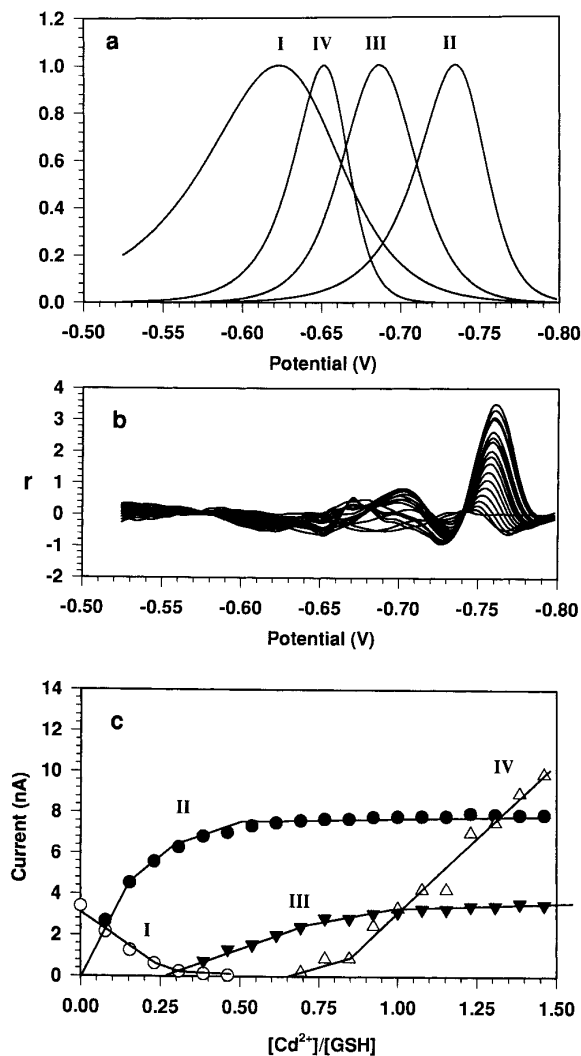 a
I IV III II
1.2
1.0
0.8
0.6
0.4
0.2
0.0
-0.50 -0.55 -0.60 -0.65 -0.70 -0.75 -0.80
Potential (V)
b
4
3
2
r 1
0
-1
-2
-0.50 -0.55 -0.60 -0.65 -0.70 -0.75 -0.80
Potential (V)
c
14
12
10
8
6
4
2
0
Current (nA)
II
I
III
IV
0.00 0.25 0.50 0.75 1.00 1.25 1.50
[Cd²⁺]/[GSH]